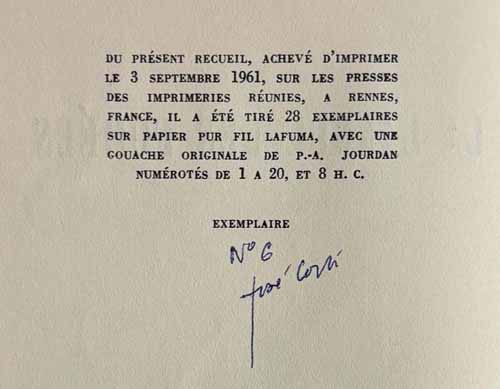 DU PRÉSENT RECUEIL, ACHEVÉ D'IMPRIMER
LE 3 SEPTEMBRE 1961, SUR LES PRESSES
DES IMPRIMERIES RÉUNIES, A RENNES,
FRANCE, IL A ÉTÉ TIRÉ 28 EXEMPLAIRES
SUR PAPIER PUR FIL LAFUMA, AVEC UNE
GOUACHE ORIGINALE DE P.-A. JOURDAN
NUMÉROTÉS DE 1 A 20, ET 8 H. C.
EXEMPLAIRE
No 6
José Corti